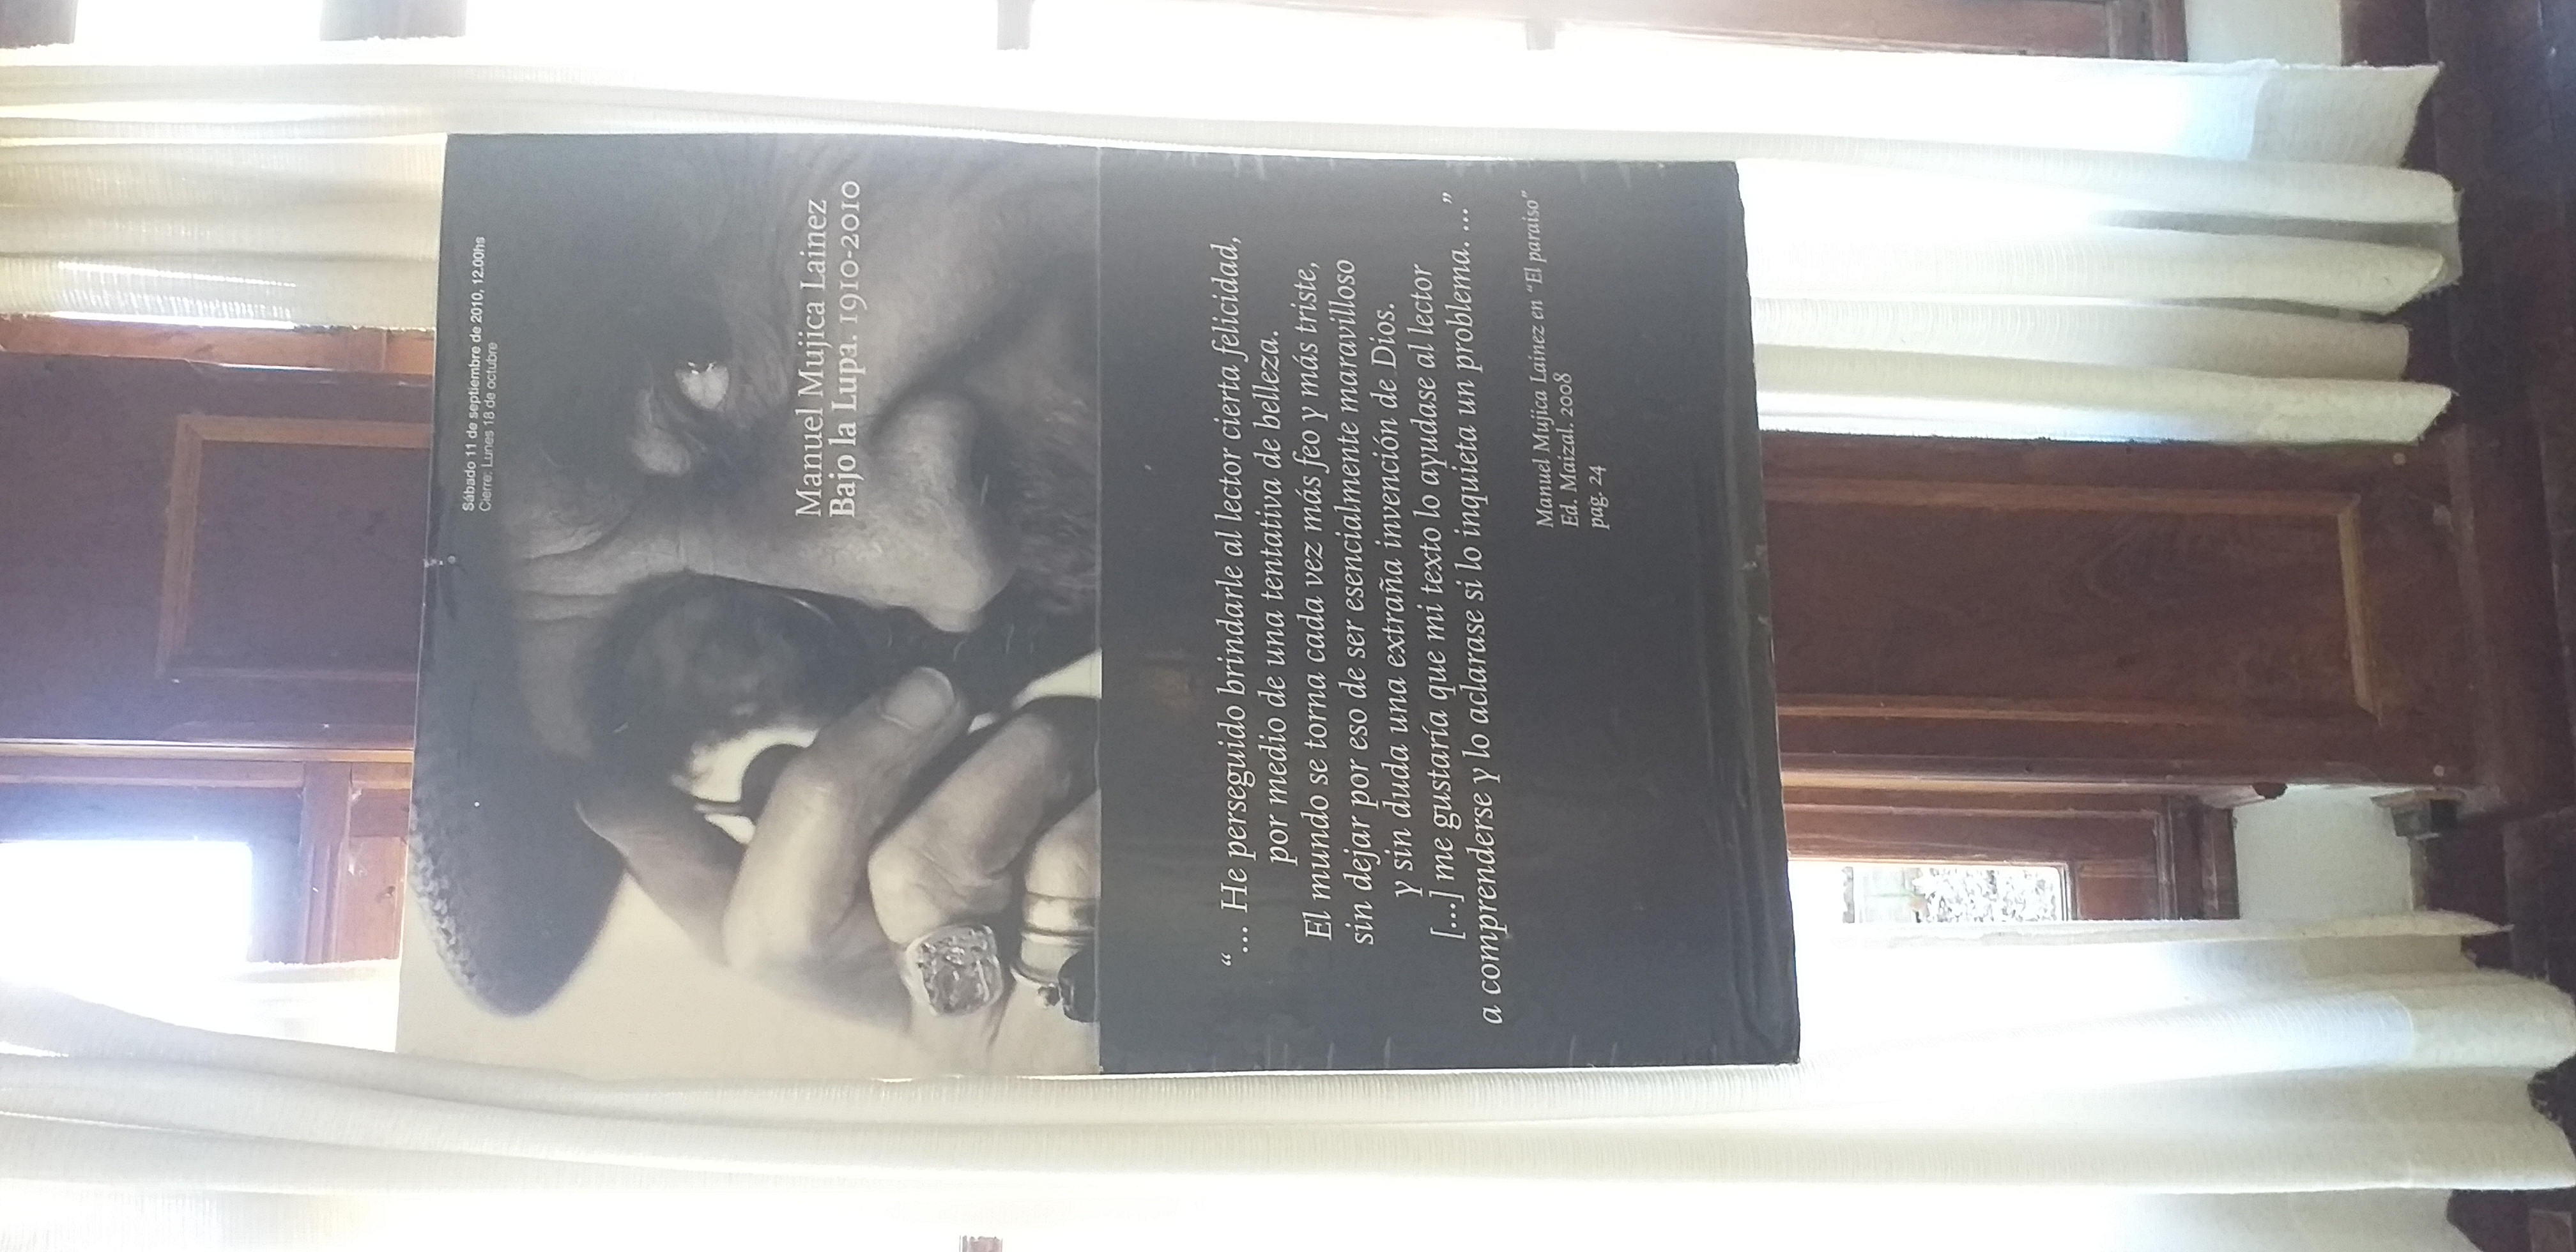 Sábado 11 de septiembre de 2010, 12.00hs
Cierre: Lunes 18 de octubre
Manuel Mujica Lainez
Bajo la Lupa. 1910-2010
“... He perseguido brindarle al lector cierta felicidad,
por medio de una tentativa de belleza.
El mundo se torna cada vez más feo y más triste,
sin dejar por eso de ser esencialmente maravilloso
y sin duda una extraña invención de Dios.
[...] me gustaría que mi texto lo ayudase al lector
a comprenderse y lo aclarase si lo inquieta un problema. ...”
Manuel Mujica Lainez en “El paraiso”
Ed. Maizal. 2008
pag. 24